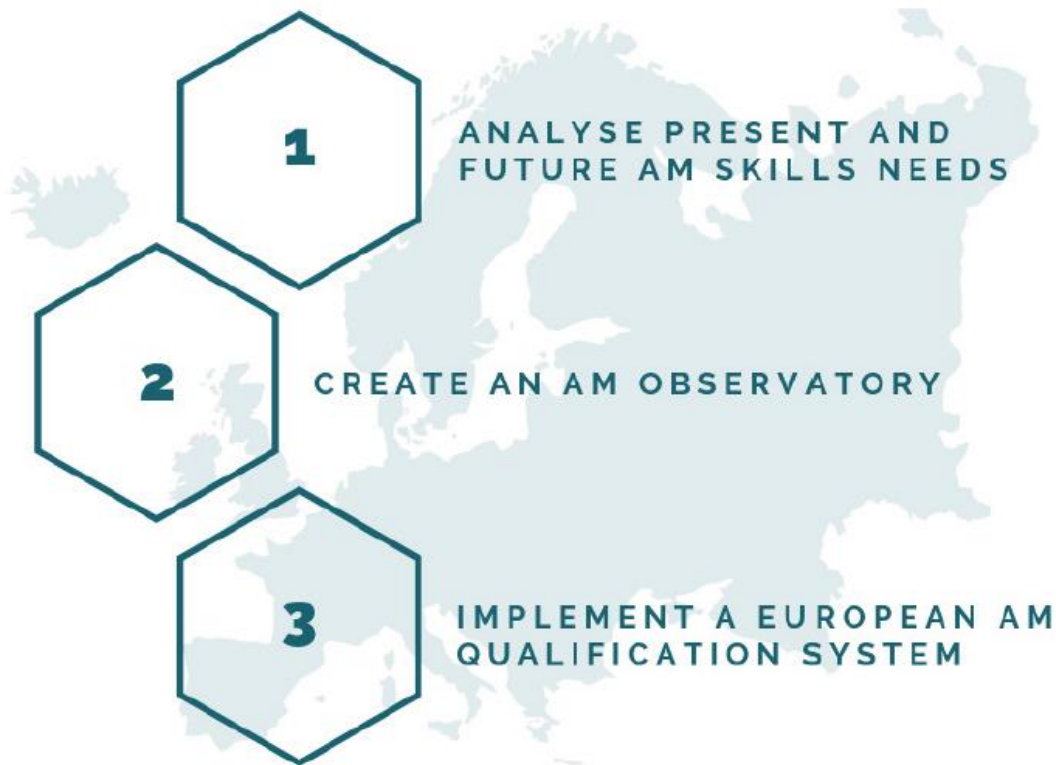 1
ANALYSE PRESENT AND
FUTURE AM SKILLS NEEDS
2
CREATE AN AM OBSERVATORY
3
IMPLEMENT A EUROPEAN AM
QUALIFICATION SYSTEM